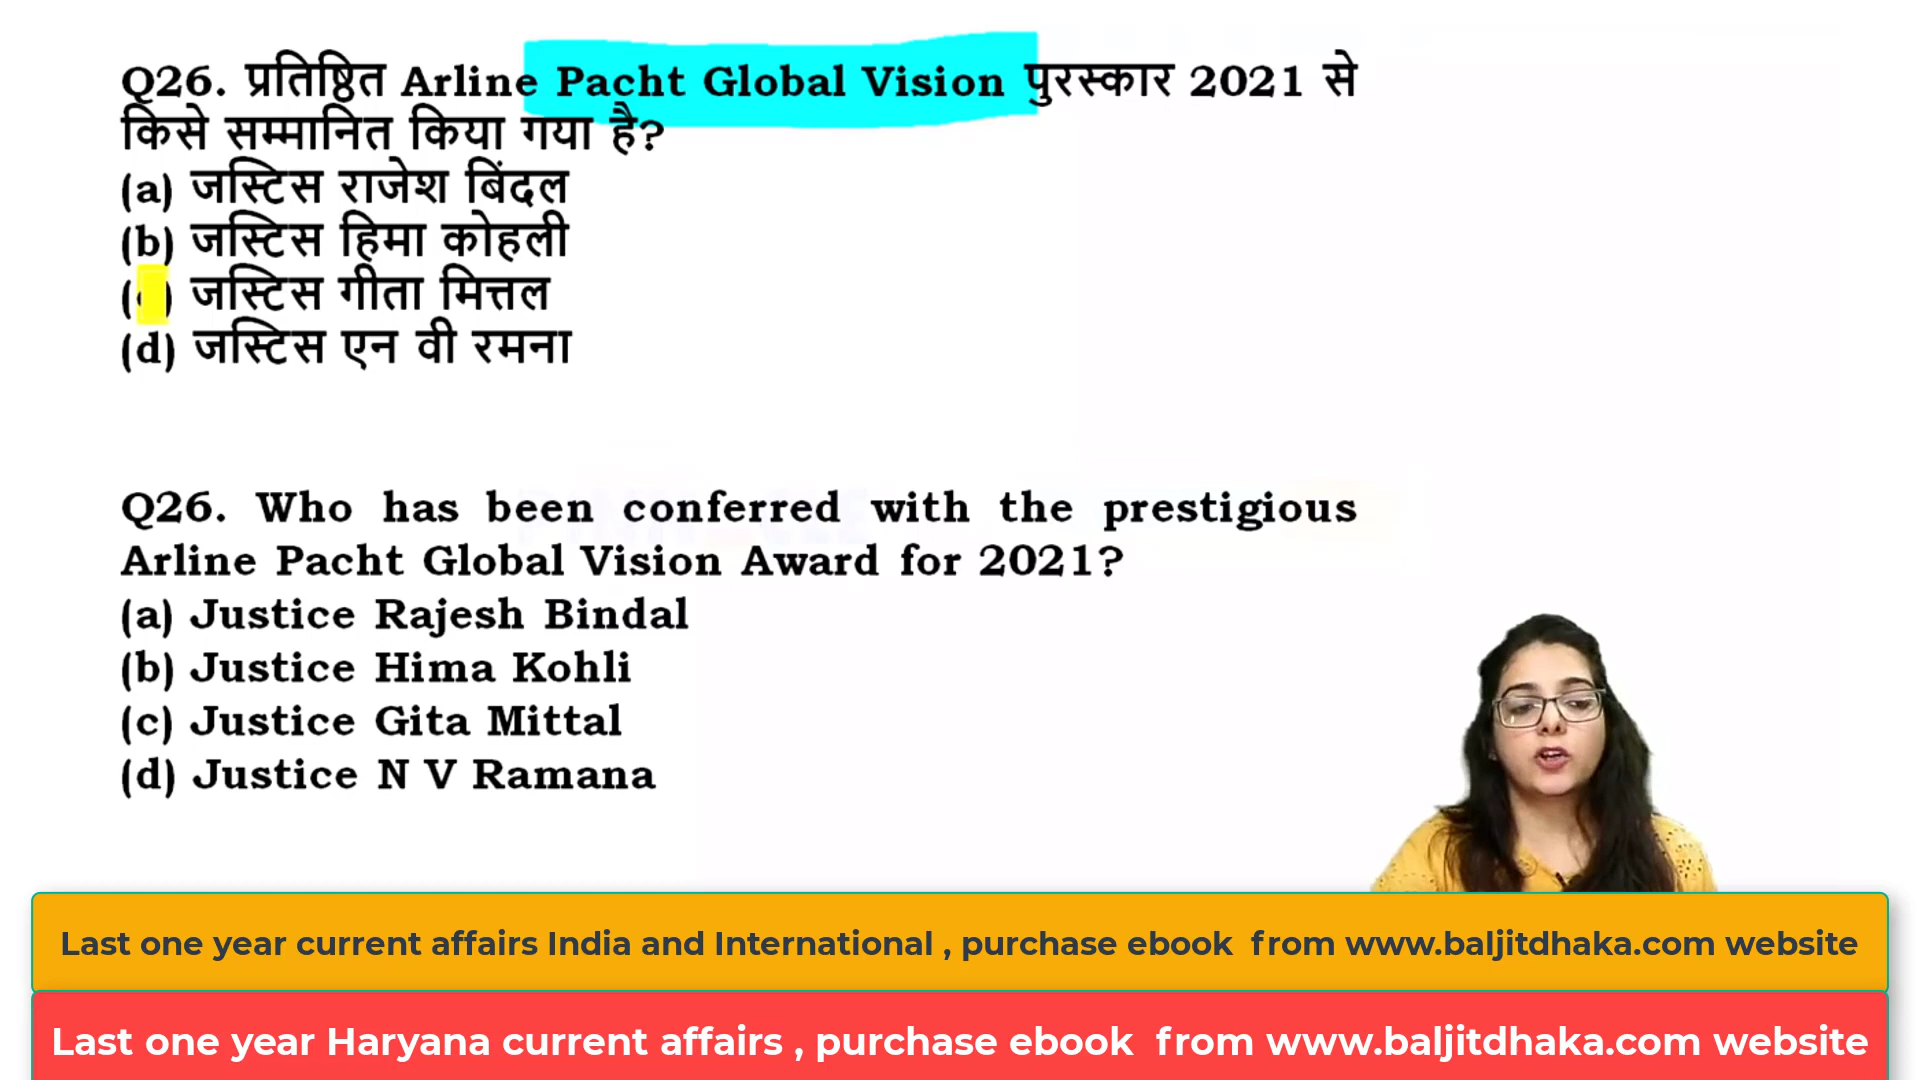 Q26. प्रतिष्ठित Arline Pacht Global Vision पुरस्कार 2021 से
किसे सम्मानित किया गया है?
(a) जस्टिस राजेश बिंदल
(b) जस्टिस हिमा कोहली
(c) जस्टिस गीता मित्तल
(d) जस्टिस एन वी रमना
Q26. Who has been conferred with the prestigious
Arline Pacht Global Vision Award for 2021?
(a) Justice Rajesh Bindal
(b) Justice Hima Kohli
(c) Justice Gita Mittal
(d) Justice N V Ramana
Last one year current affairs India and International , purchase ebook from www.baljitdhaka.com website
Last one year Haryana current affairs , purchase ebook from www.baljitdhaka.com website